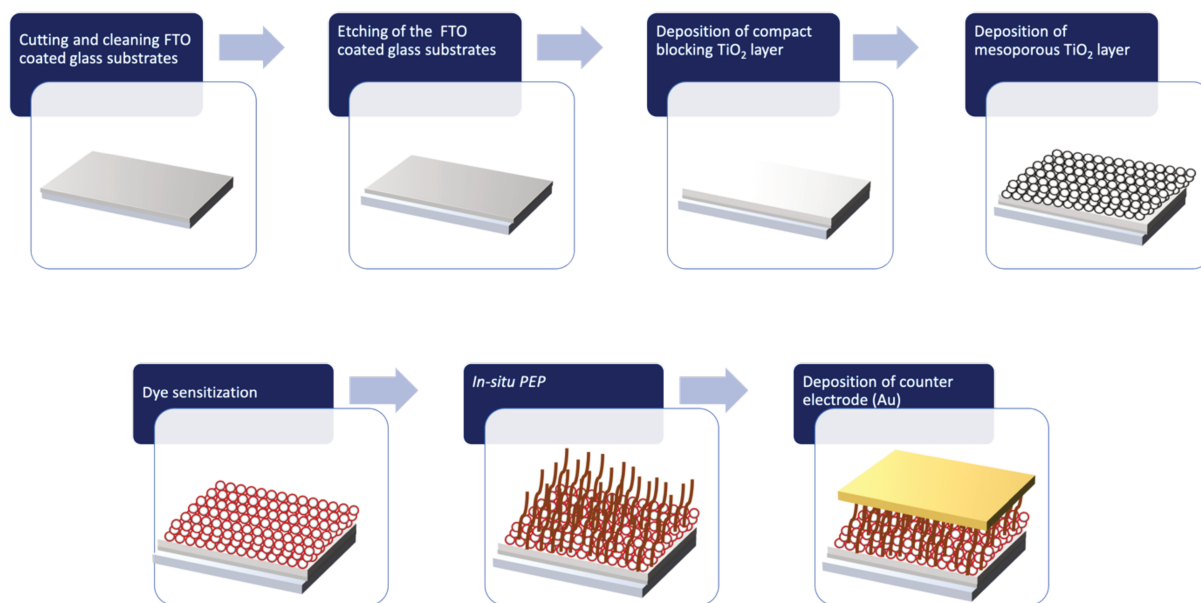 Cutting and cleaning FTO
coated glass substrates
Etching of the FTO
coated glass substrates
Deposition of compact
blocking TiO₂ layer
Deposition of
mesoporous TiO₂ layer
Dye sensitization
In-situ PEP
Deposition of counter
electrode (Au)